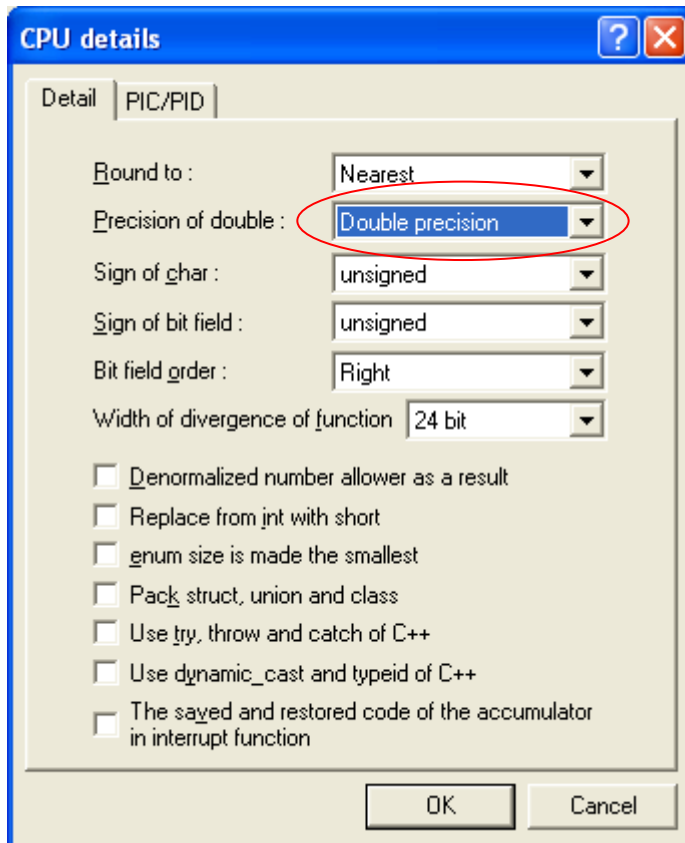 CPU details
Detail
PIC/PID
Round to : Nearest
Precision of double : Double precision
Sign of char : unsigned
Sign of bit field : unsigned
Bit field order : Right
Width of divergence of function 24 bit
Denormalized number allower as a result
Replace from int with short
enum size is made the smallest
Pack struct, union and class
Use try, throw and catch of C++
Use dynamic_cast and typeid of C++
The saved and restored code of the accumulator
in interrupt function
OK
Cancel